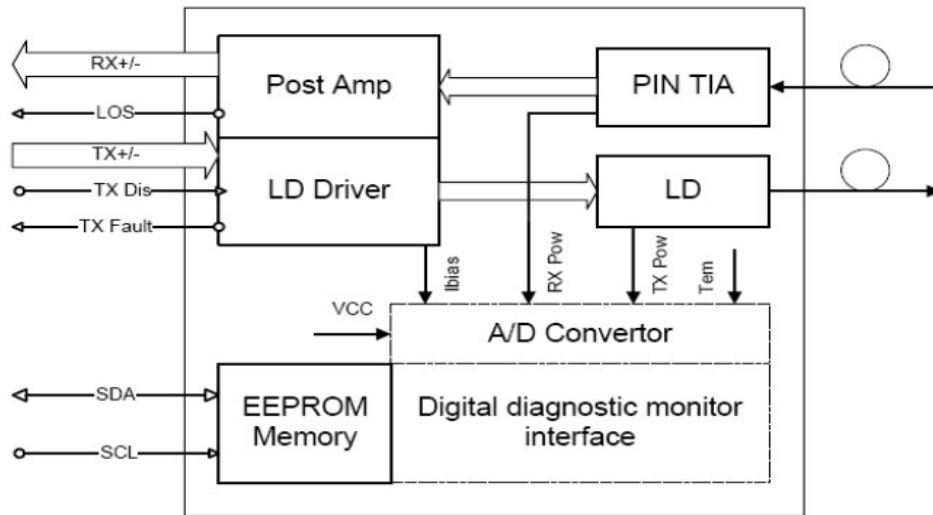 RX+/-
Post Amp
PIN TIA
LOS
TX+/-
TX Dis
LD Driver
LD
TX Fault
Ibias
RX Pow
TX Pow
Tem
VCC
A/D Convertor
SDA
EEPROM
Memory
Digital diagnostic monitor
interface
SCL